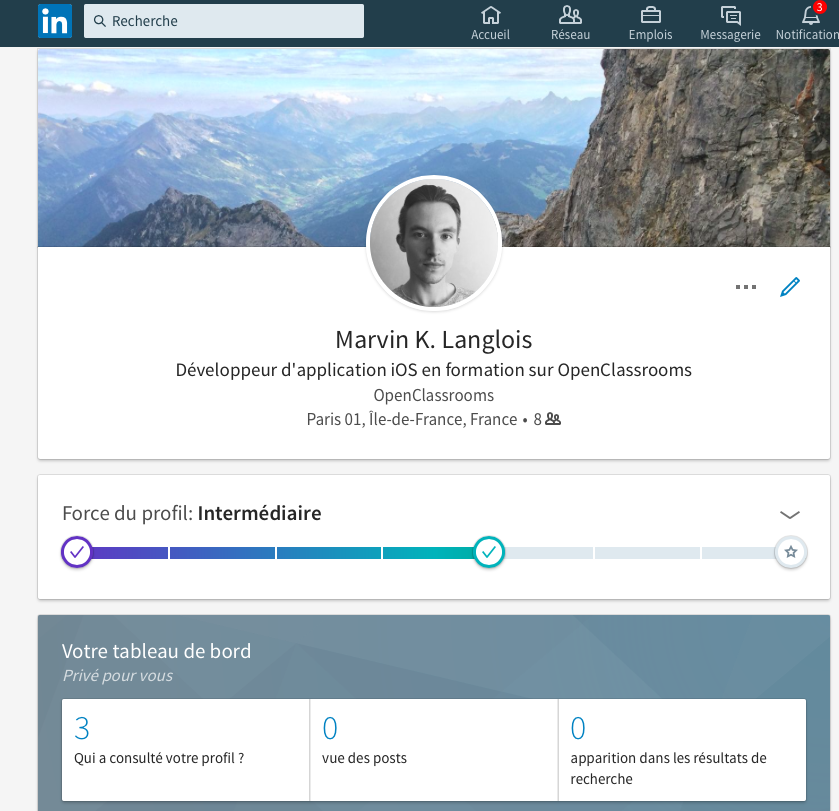 in
Recherche
Accueil
Réseau
Emplois
Messagerie
3
Notification
Marvin K. Langlois
Développeur d'application iOS en formation sur OpenClassrooms
OpenClassrooms
Paris 01, Île-de-France, France • 8
Force du profil: Intermédiaire
Votre tableau de bord
Privé pour vous
3
Qui a consulté votre profil ?
0
vue des posts
0
apparition dans les résultats de
recherche